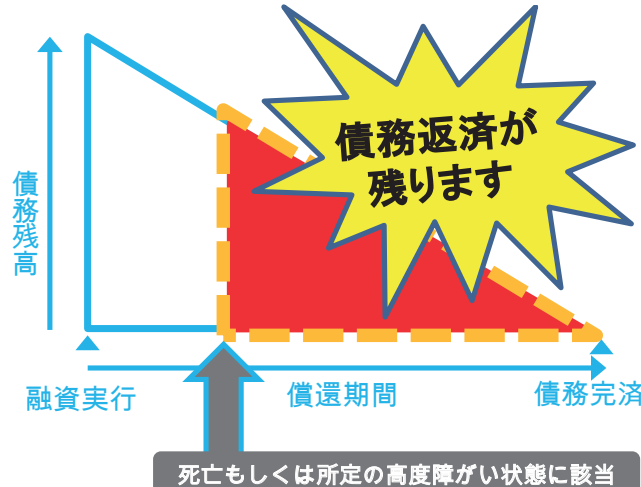 債務返済が
残ります
債務残高
融資実行
償還期間
債務完済
死亡もしくは所定の高度障がい状態に該当